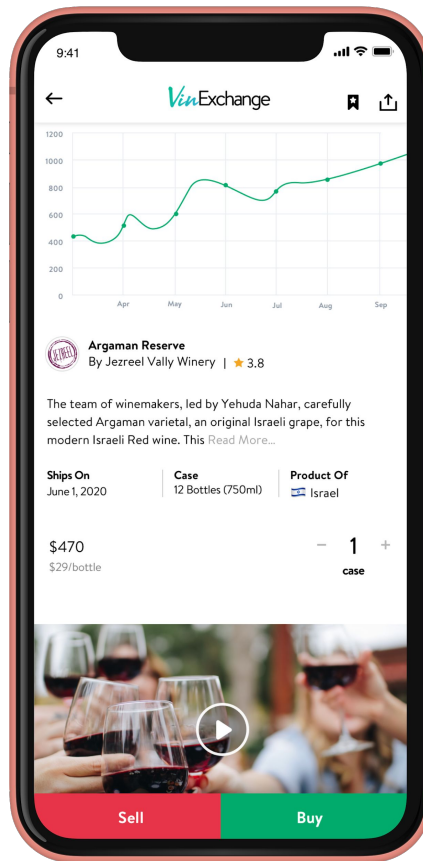 9:41
VinExchange
1200
1000
800
600
400
200
0
Apr May Jun Jul Aug Sep
JEZREEL
Argaman Reserve
By Jezreel Vally Winery | 3.8
The team of winemakers, led by Yehuda Nahar, carefully
selected Argaman varietal, an original Israeli grape, for this
modern Israeli Red wine. This Read More...
Ships On Case Product Of
June 1, 2020 12 Bottles (750ml) Israel
$470 − 1 +
$29/bottle case
Sell Buy